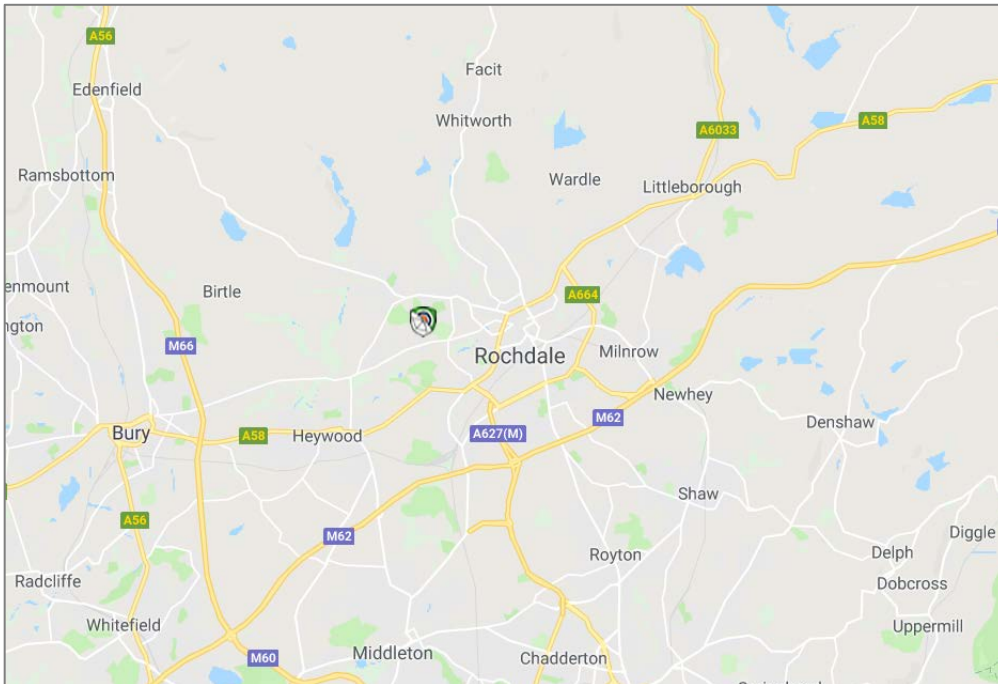 A56
Edenfield
Facit
Whitworth
A6033
A58
Ramsbottom
Wardle
Littleborough
enmount
Birtle
A664
ngton
M66
Rochdale
Milnrow
Newhey
M62
Denshaw
Bury
A58
Heywood
A627(M)
Shaw
A56
M62
Royton
Diggle
Delph
Radcliffe
Dobcross
Whitefield
Uppermill
Middleton
M60
Chadderton